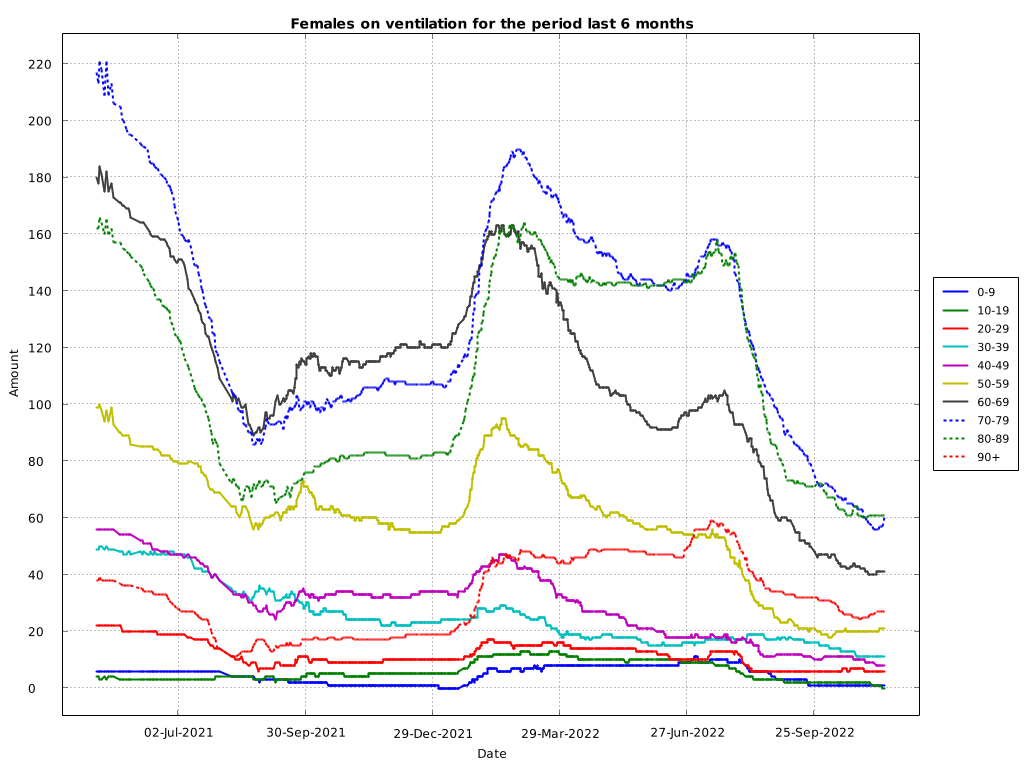 Females on ventilation for the period last 6 months
220
200
180
160
140
120
100
80
60
40
20
0
Amount
02-Jul-2021
30-Sep-2021
29-Dec-2021
29-Mar-2022
27-Jun-2022
25-Sep-2022
Date
0-9
10-19
20-29
30-39
40-49
50-59
60-69
70-79
80-89
90+